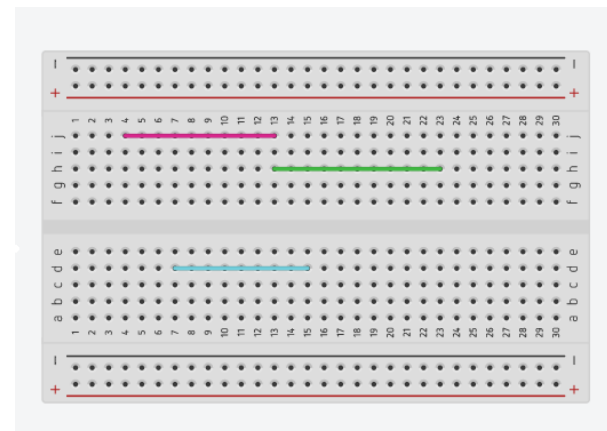 − −
+ +
1 2 3 4 5 6 7 8 9 10 11 12 13 14 15 16 17 18 19 20 21 22 23 24 25 26 27 28 29 30
j j
i i
h h
g g
f f
e e
d d
c c
b b
a a
1 2 3 4 5 6 7 8 9 10 11 12 13 14 15 16 17 18 19 20 21 22 23 24 25 26 27 28 29 30
− −
+ +